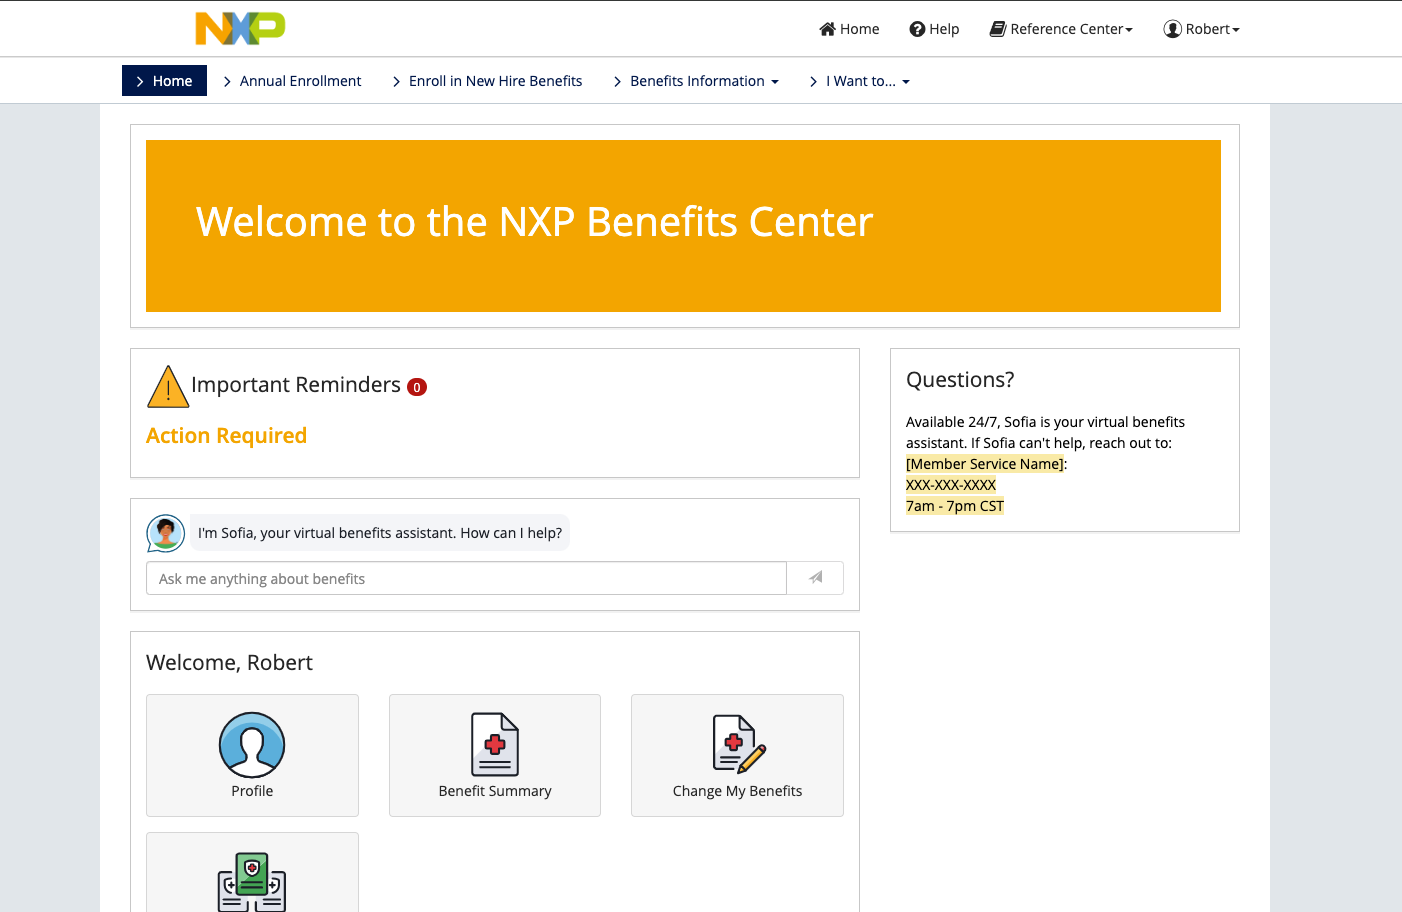 NXP
Home
Help
Reference Center
Robert
Home
Annual Enrollment
Enroll in New Hire Benefits
Benefits Information
I Want to...
Welcome to the NXP Benefits Center
Important Reminders 0
Action Required
I'm Sofia, your virtual benefits assistant. How can I help?
Ask me anything about benefits
Welcome, Robert
Profile
Benefit Summary
Change My Benefits
Questions?
Available 24/7, Sofia is your virtual benefits
assistant. If Sofia can't help, reach out to:
[Member Service Name]:
XXX-XXX-XXXX
7am - 7pm CST